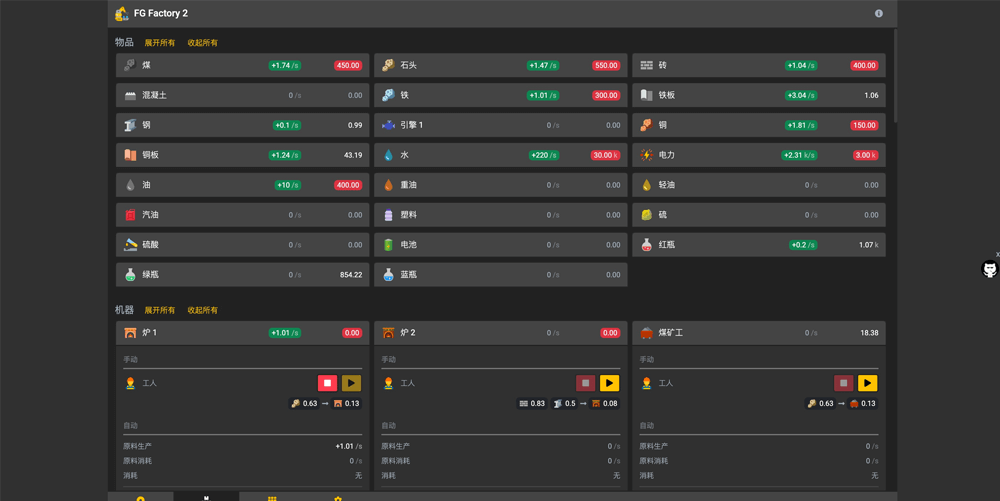 FG Factory 2
物品 展开所有 收起所有
煤 +1.74 /s 450.00 石头 +1.47 /s 550.00 砖 +1.04 /s 400.00
混凝土 0 /s 0.00 铁 +1.01 /s 300.00 铁板 +3.04 /s 1.06
钢 +0.1 /s 0.99 引擎 1 0 /s 0.00 铜 +1.81 /s 150.00
铜板 +1.24 /s 43.19 水 +220 /s 30.00 k 电力 +2.31 k/s 3.00 k
油 +10 /s 400.00 重油 0 /s 0.00 轻油 0 /s 0.00
汽油 0 /s 0.00 塑料 0 /s 0.00 硫 0 /s 0.00
硫酸 0 /s 0.00 电池 0 /s 0.00 红瓶 +0.2 /s 1.07 k
绿瓶 0 /s 854.22 蓝瓶 0 /s 0.00
机器 展开所有 收起所有
炉 1 +1.01 /s 0.00 炉 2 0 /s 0.00 煤矿工 0 /s 18.38
手动 手动 手动
工人 工人 工人
0.63 → 0.13 0.83 0.5 → 0.08 0.63 → 0.13
自动 自动 自动
原料生产 +1.01 /s 原料生产 0 /s 原料生产 0 /s
原料消耗 0 /s 原料消耗 0 /s 原料消耗 0 /s
消耗 无 消耗 无 消耗 无
x